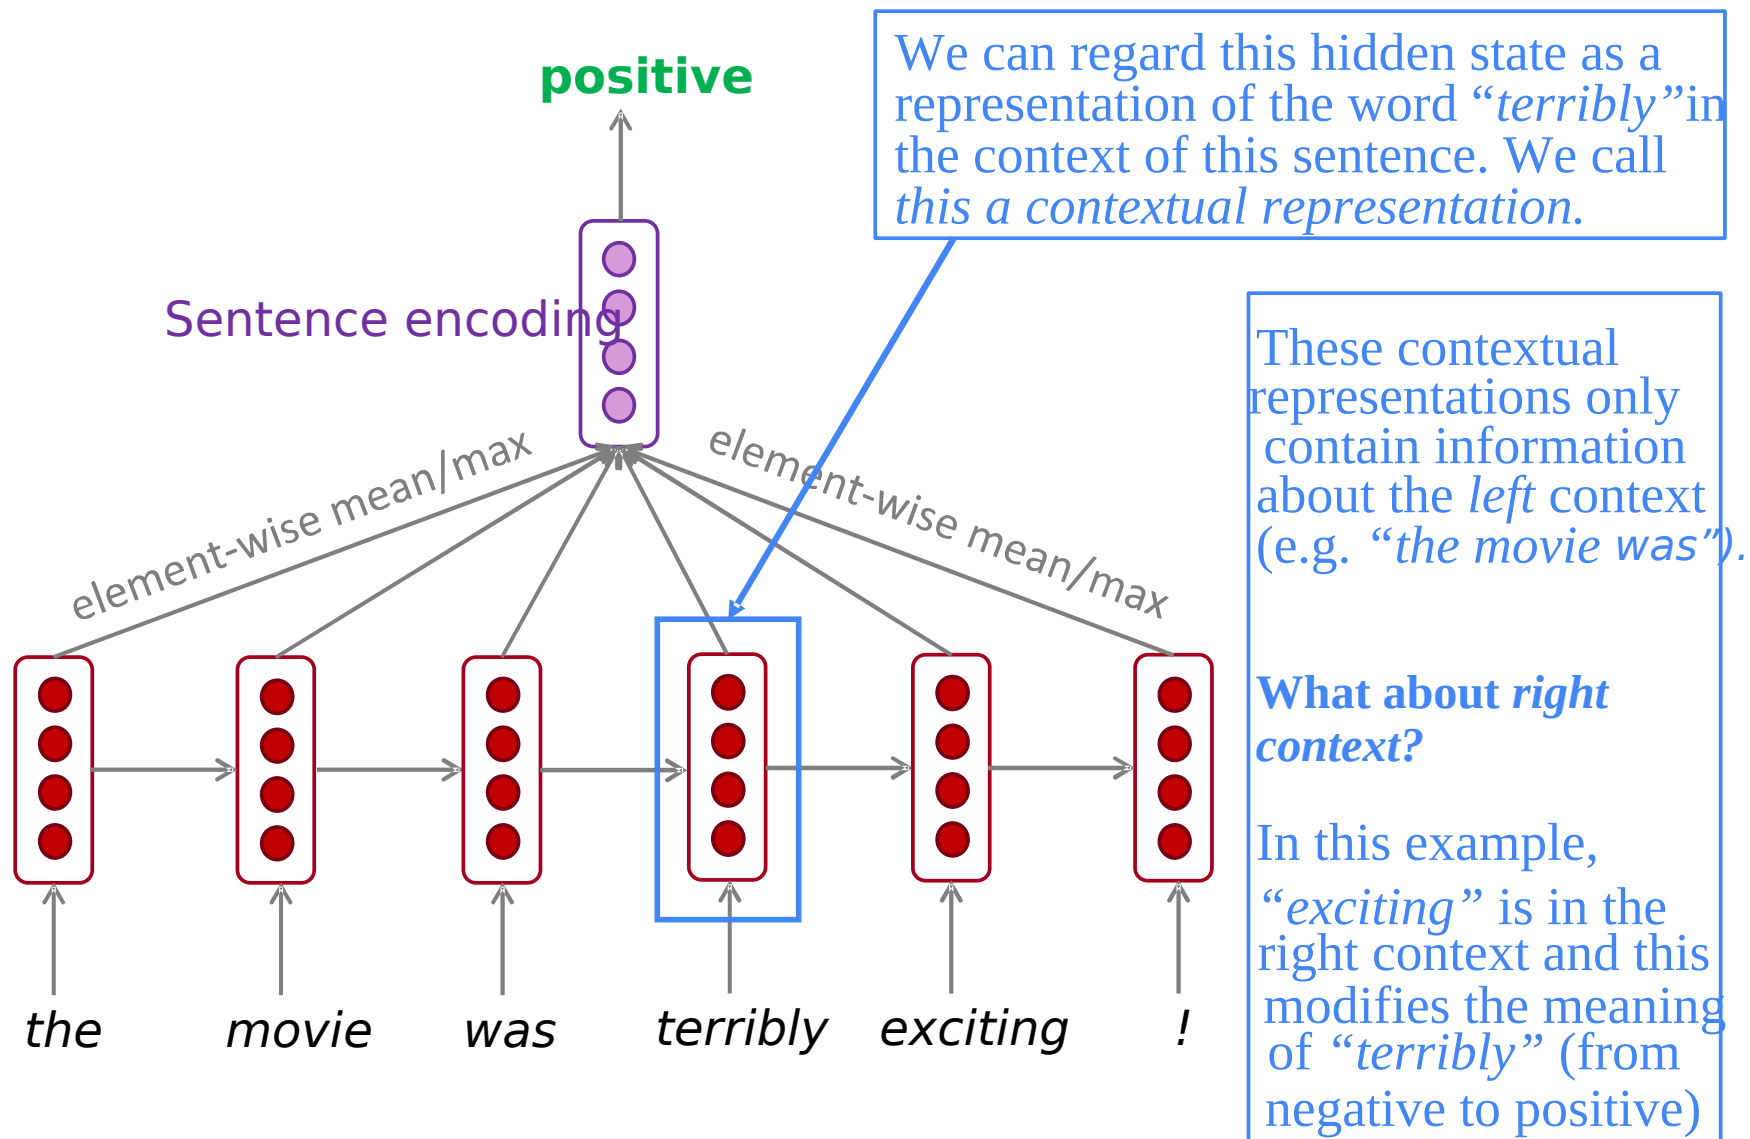 positive
We can regard this hidden state as a
representation of the word “terribly”in
the context of this sentence. We call
this a contextual representation.
Sentence encoding
element-wise mean/max
element-wise mean/max
the
movie
was
terribly
exciting
!
These contextual
representations only
contain information
about the left context
(e.g. “the movie was”).
What about right
context?
In this example,
“exciting” is in the
right context and this
modifies the meaning
of “terribly” (from
negative to positive)